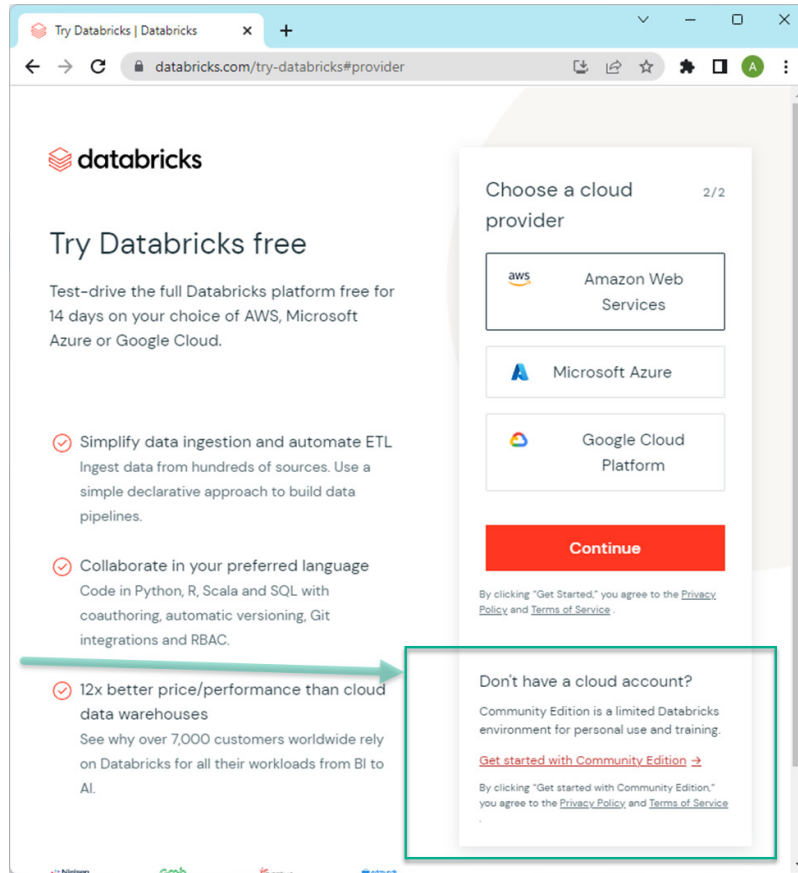 Try Databricks | Databricks
databricks.com/try-databricks#provider
A
databricks
Try Databricks free
Test-drive the full Databricks platform free for
14 days on your choice of AWS, Microsoft
Azure or Google Cloud.
Simplify data ingestion and automate ETL
Ingest data from hundreds of sources. Use a
simple declarative approach to build data
pipelines.
Collaborate in your preferred language
Code in Python, R, Scala and SQL with
coauthoring, automatic versioning, Git
integrations and RBAC.
12x better price/performance than cloud
data warehouses
See why over 7,000 customers worldwide rely
on Databricks for all their workloads from BI to
AI.
Choose a cloud 2/2
provider
aws Amazon Web
Services
Microsoft Azure
Google Cloud
Platform
Continue
By clicking "Get Started," you agree to the Privacy
Policy and Terms of Service .
Don't have a cloud account?
Community Edition is a limited Databricks
environment for personal use and training.
Get started with Community Edition →
By clicking "Get started with Community Edition,"
you agree to the Privacy Policy and Terms of Service
.